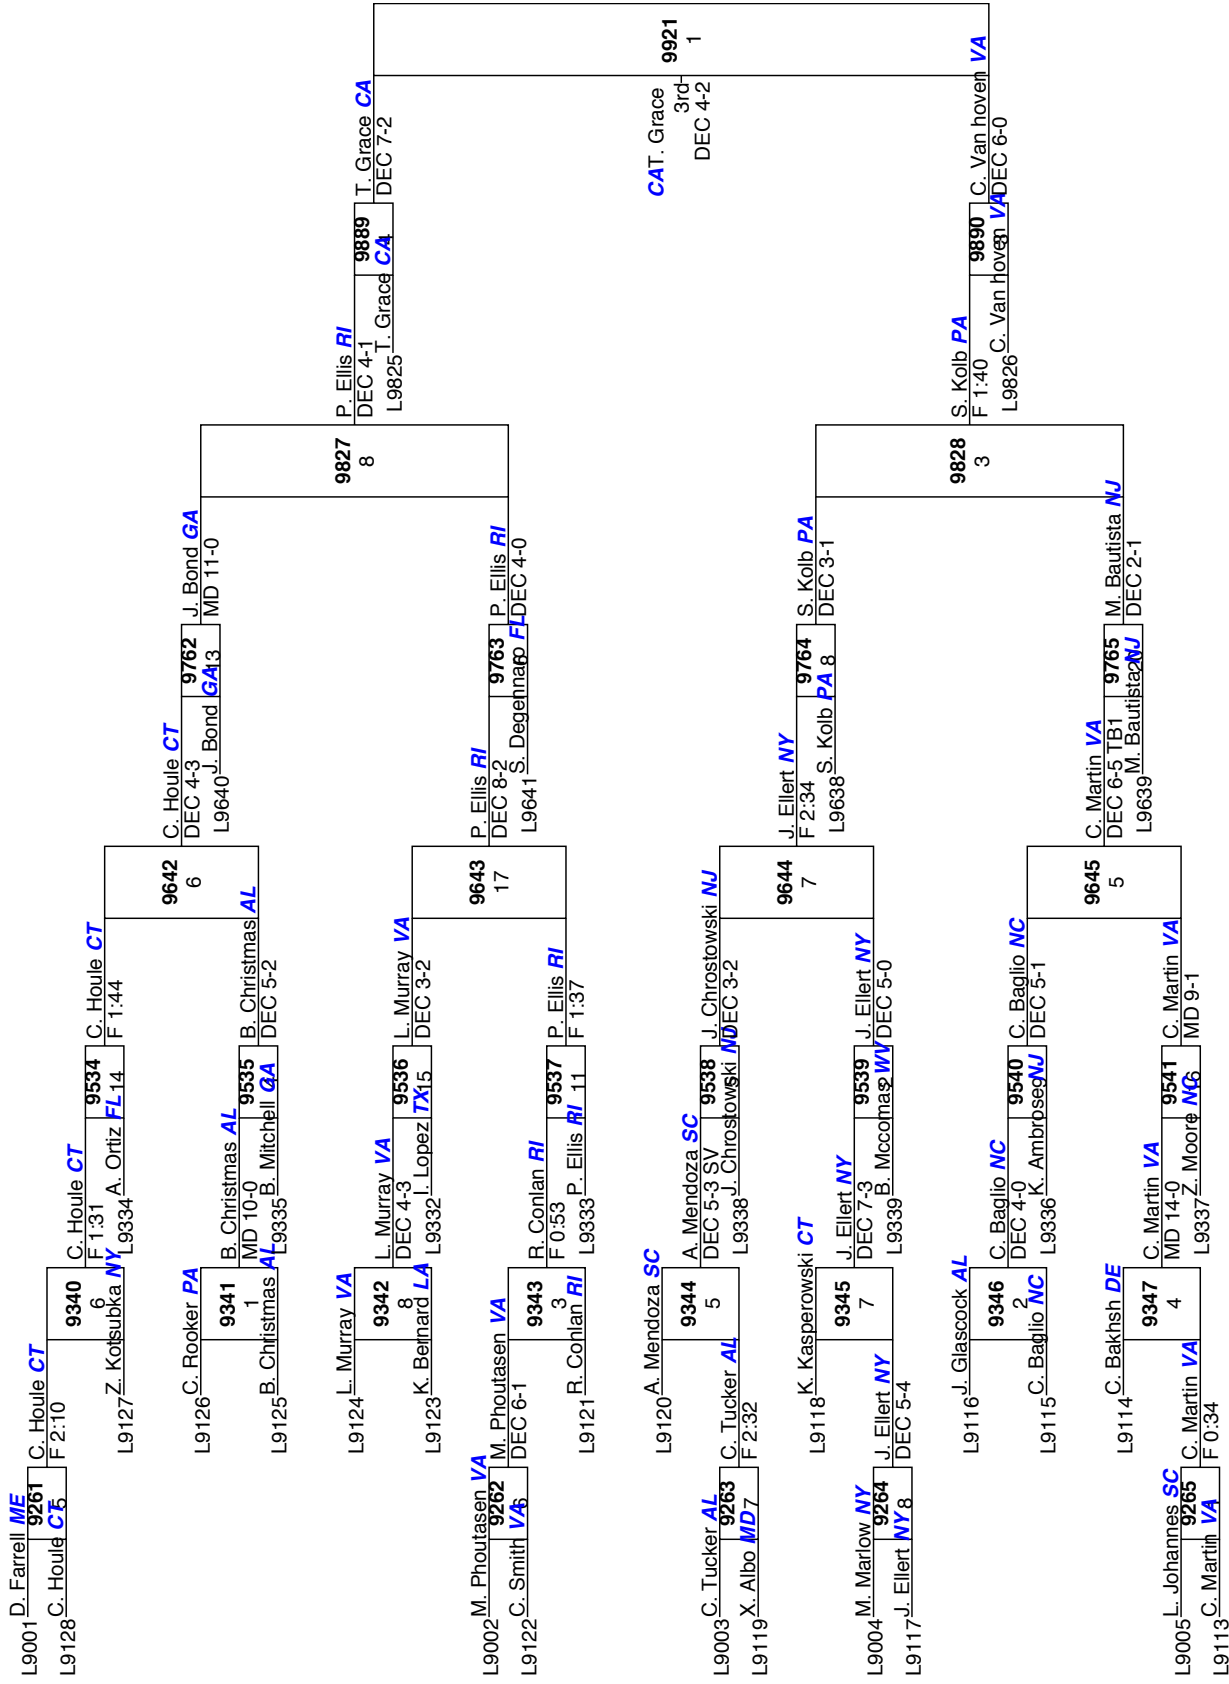 L9001 D. Farrell ME
9261
5
L9128 C. Houle CT
L9002 M. Phoutasen VA
9262
6
L9122 C. Smith VA
L9003 C. Tucker AL
9263
7
L9119 X. Albo MD
L9004 M. Marlow NY
9264
8
L9117 J. Ellert NY
L9005 L. Johannes SC
9265
L9113 C. Martin VA
C. Houle CT
F 2:10
9340
6
L9127 Z. Kotsubka NY
L9126 C. Rooker PA
9341
1
L9125 B. Christmas AL
L9124 L. Murray VA
9342
8
L9123 K. Bernard LA
M. Phoutasen VA
DEC 6-1
9343
3
L9121 R. Conlan RI
L9120 A. Mendoza SC
9344
5
C. Tucker AL
F 2:32
L9118 K. Kasperowski CT
9345
7
J. Ellert NY
DEC 5-4
L9116 J. Glascock AL
9346
2
L9115 C. Baglio NC
L9114 C. Bakhsh DE
9347
4
C. Martin VA
F 0:34
C. Houle CT
F 1:31
9534
14
L9334 A. Ortiz FL
B. Christmas AL
MD 10-0
9535
L9335 B. Mitchell GA
L. Murray VA
DEC 4-3
9536
15
L9332 I. Lopez TX
R. Conlan RI
F 0:53
9537
11
L9333 P. Ellis RI
A. Mendoza SC
DEC 5-3 SV
9538
L9338 J. Chrostowski NJ
J. Ellert NY
DEC 7-3
9539
L9339 B. Mccomas WV
C. Baglio NC
DEC 4-0
9540
L9336 K. Ambrose NJ
C. Martin VA
MD 14-0
9541
L9337 Z. Moore NC
C. Houle CT
F 1:44
9642
6
B. Christmas AL
DEC 5-2
L. Murray VA
DEC 3-2
9643
17
P. Ellis RI
F 1:37
J. Chrostowski NJ
DEC 3-2
9644
7
J. Ellert NY
DEC 5-0
C. Baglio NC
DEC 5-1
9645
5
C. Martin VA
MD 9-1
C. Houle CT
DEC 4-3
9762
13
L9640 J. Bond GA
P. Ellis RI
DEC 8-2
9763
L9641 S. Degennaro FL
J. Ellert NY
F 2:34
9764
8
L9638 S. Kolb PA
C. Martin VA
DEC 6-5 TB1
9765
L9639 M. Bautista NJ
J. Bond GA
MD 11-0
9827
8
P. Ellis RI
DEC 4-0
S. Kolb PA
DEC 3-1
9828
3
M. Bautista NJ
DEC 2-1
P. Ellis RI
DEC 4-1
9889
L9825 T. Grace CA
S. Kolb PA
F 1:40
9890
L9826 C. Van hoven VA
T. Grace CA
DEC 7-2
9921
1
C. Van hoven VA
DEC 6-0
CA T. Grace
3rd
DEC 4-2